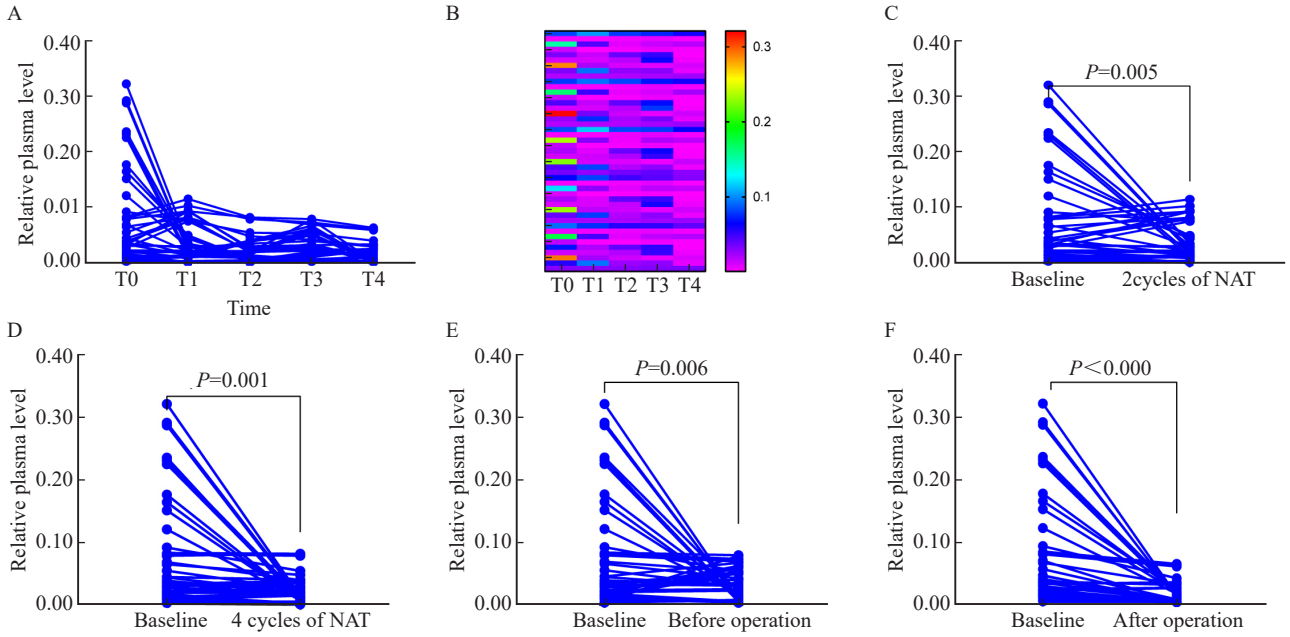 A
Relative plasma level
0.40
0.30
0.20
0.01
0.00
T0 T1 T2 T3 T4
Time
B
0.3
0.2
0.1
T0 T1 T2 T3 T4
C
Relative plasma level
0.40
0.30
0.20
0.10
0.00
P=0.005
Baseline 2cycles of NAT
D
Relative plasma level
0.40
0.30
0.20
0.10
0.00
P=0.001
Baseline 4 cycles of NAT
E
Relative plasma level
0.40
0.30
0.20
0.10
0.00
P=0.006
Baseline Before operation
F
Relative plasma level
0.40
0.30
0.20
0.10
0.00
P<0.000
Baseline After operation